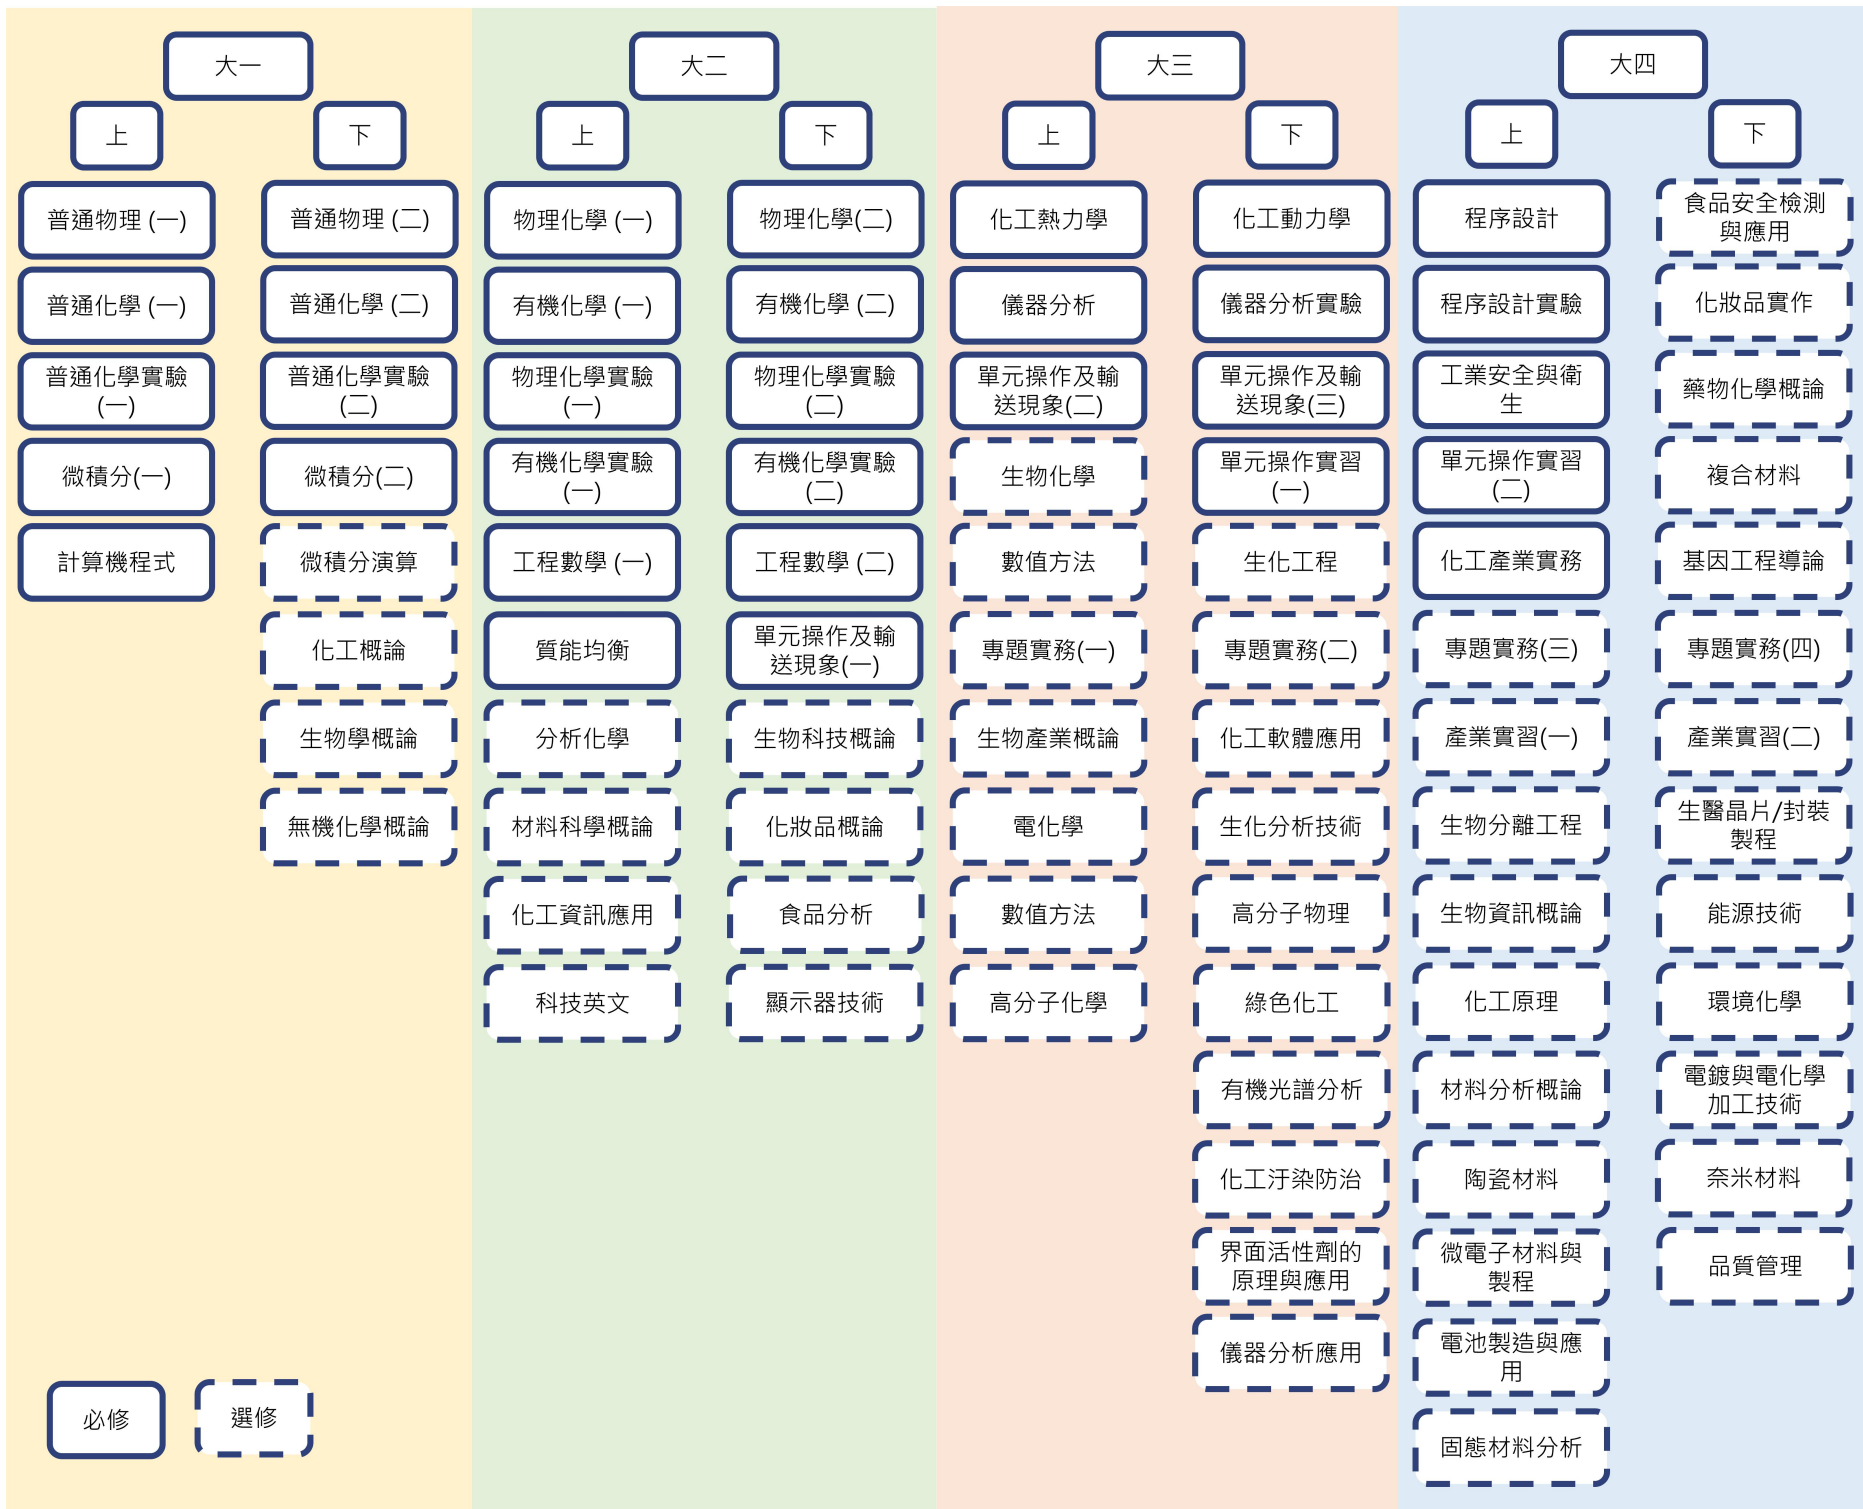 大一
上
普通物理 (一)
普通化學 (一)
普通化學實驗
(一)
微積分(一)
計算機程式
下
普通物理 (二)
普通化學 (二)
普通化學實驗
(二)
微積分(二)
微積分演算
化工概論
生物學概論
無機化學概論
大二
上
物理化學 (一)
有機化學 (一)
物理化學實驗
(一)
有機化學實驗
(一)
工程數學 (一)
質能均衡
分析化學
材料科學概論
化工資訊應用
科技英文
下
物理化學(二)
有機化學 (二)
物理化學實驗
(二)
有機化學實驗
(二)
工程數學 (二)
單元操作及輸
送現象(一)
生物科技概論
化妝品概論
食品分析
顯示器技術
大三
上
化工熱力學
儀器分析
單元操作及輸
送現象(二)
生物化學
數值方法
專題實務(一)
生物產業概論
電化學
數值方法
高分子化學
下
化工動力學
儀器分析實驗
單元操作及輸
送現象(三)
單元操作實習
(一)
生化工程
專題實務(二)
化工軟體應用
生化分析技術
高分子物理
綠色化工
有機光譜分析
化工汙染防治
界面活性劑的
原理與應用
儀器分析應用
大四
上
程序設計
程序設計實驗
工業安全與衛
生
單元操作實習
(二)
化工產業實務
專題實務(三)
產業實習(一)
生物分離工程
生物資訊概論
化工原理
材料分析概論
陶瓷材料
微電子材料與
製程
電池製造與應
用
固態材料分析
下
食品安全檢測
與應用
化妝品實作
藥物化學概論
複合材料
基因工程導論
專題實務(四)
產業實習(二)
生醫晶片/封裝
製程
能源技術
環境化學
電鍍與電化學
加工技術
奈米材料
品質管理
必修
選修